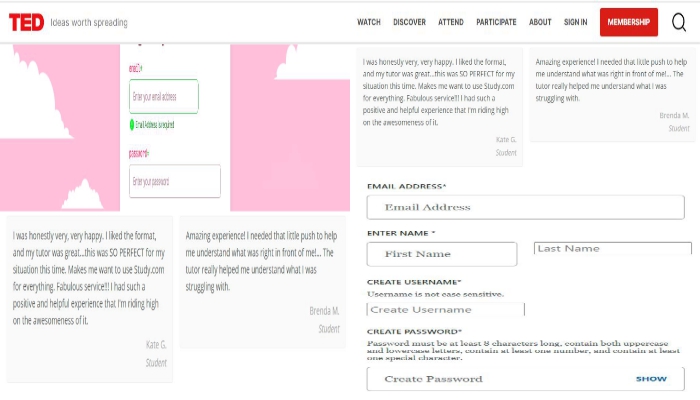 TED Ideas worth spreading WATCH DISCOVER ATTEND PARTICIPATE ABOUT SIGN IN MEMBERSHIP
email:*
Enter your email address
Email Address is required
password:*
Enter your password
I was honestly very, very happy. I liked the format,
and my tutor was great...this was SO PERFECT for my
situation this time. Makes me want to use Study.com
for everything. Fabulous service!!! I had such a
positive and helpful experience that I'm riding high
on the awesomeness of it.
Kate G.
Student
Amazing experience! I needed that little push to help
me understand what was right in front of me!... The
tutor really helped me understand what I was
struggling with.
Brenda M.
Student
I was honestly very, very happy. I liked the format,
and my tutor was great...this was SO PERFECT for my
situation this time. Makes me want to use Study.com
for everything. Fabulous service!!! I had such a
positive and helpful experience that I'm riding high
on the awesomeness of it.
Kate G.
Student
Amazing experience! I needed that little push to help
me understand what was right in front of me!... The
tutor really helped me understand what I was
struggling with.
Brenda M.
Student
EMAIL ADDRESS*
Email Address
ENTER NAME *
First Name Last Name
CREATE USERNAME*
Username is not case sensitive.
Create Username
CREATE PASSWORD*
Password must be at least 8 characters long, contain both uppercase
and lowercase letters, contain at least one number, and contain at least
one special character.
Create Password SHOW